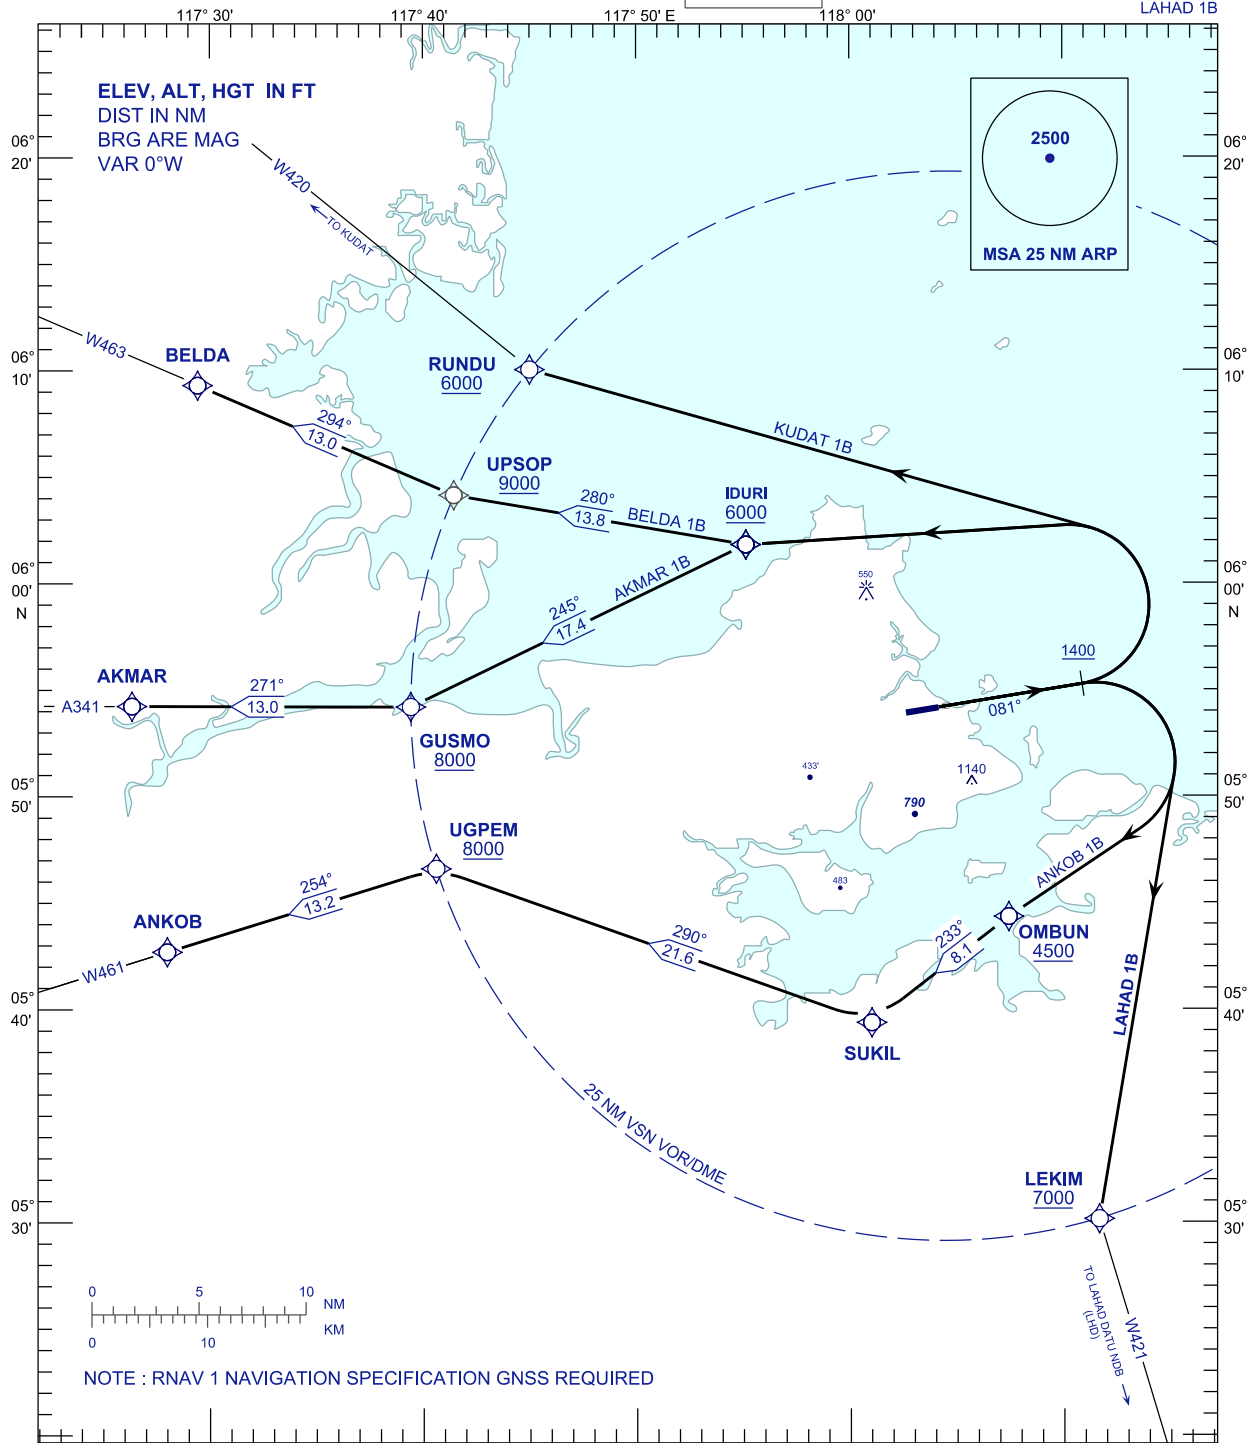 LAHAD 1B
117° 30'
117° 40'
117° 50' E
118° 00'
ELEV, ALT, HGT IN FT
DIST IN NM
BRG ARE MAG
VAR 0°W
2500
MSA 25 NM ARP
06°
20'
06°
20'
W420
TO KUDAT
W463
BELDA
RUNDU
6000
06°
10'
06°
10'
294°
13.0
KUDAT 1B
UPSOP
9000
280°
13.8
BELDA 1B
IDURI
6000
550
06°
00'
N
06°
00'
N
AKMAR 1B
245°
17.4
1400
081°
AKMAR
A341
271°
13.0
GUSMO
8000
433'
1140
790
05°
50'
05°
50'
UGPEM
8000
483
ANKOB 1B
254°
13.2
ANKOB
W461
290°
21.6
233°
8.1
OMBUN
4500
LAHAD 1B
05°
40'
05°
40'
SUKIL
25 NM VSN VOR/DME
LEKIM
7000
05°
30'
05°
30'
TO LAHAD DATU NDB
(LHD)
W421
0 5 10
NM
KM
0 10
NOTE : RNAV 1 NAVIGATION SPECIFICATION GNSS REQUIRED